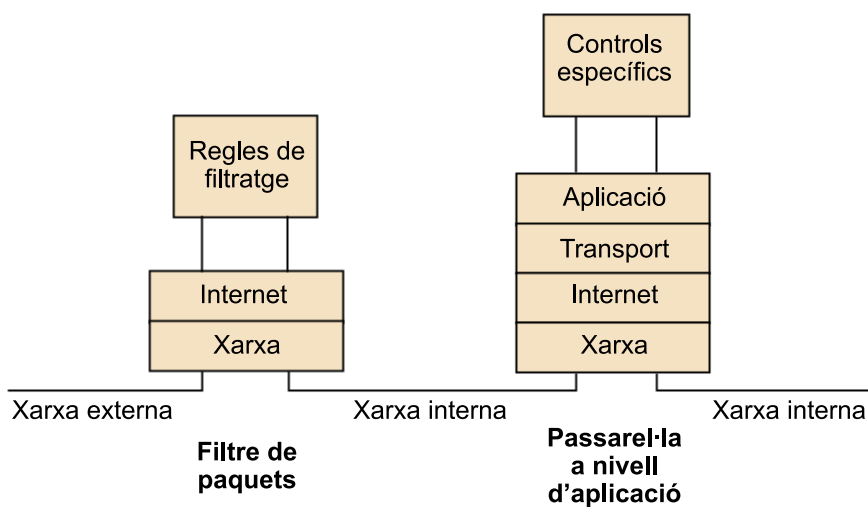 Controls
específics
Regles de
filtratge
Aplicació
Transport
Internet
Internet
Xarxa
Xarxa
Xarxa externa
Xarxa interna
Xarxa interna
Filtre de
paquets
Passarel·la
a nivell
d’aplicació